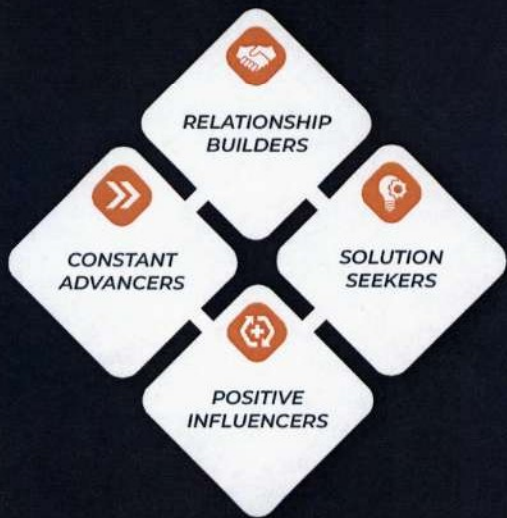 RELATIONSHIP
BUILDERS
CONSTANT
ADVANCERS
SOLUTION
SEEKERS
POSITIVE
INFLUENCERS